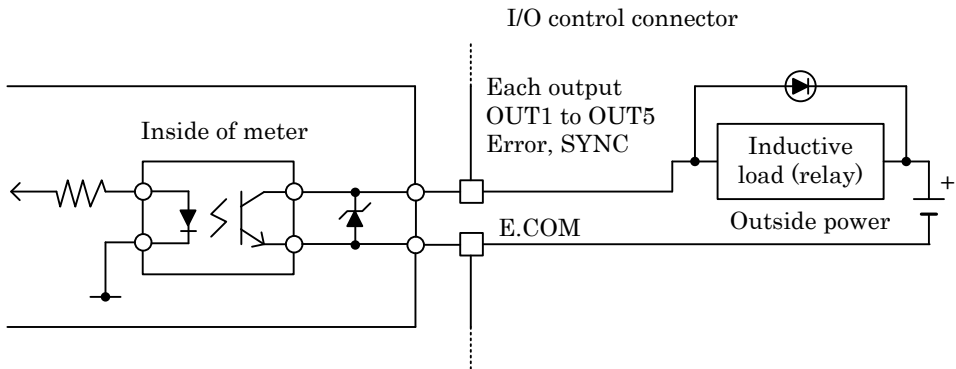 I/O control connector
Each output
OUT1 to OUT5
Error, SYNC
Inside of meter
Inductive
load (relay)
+
Outside power
E.COM